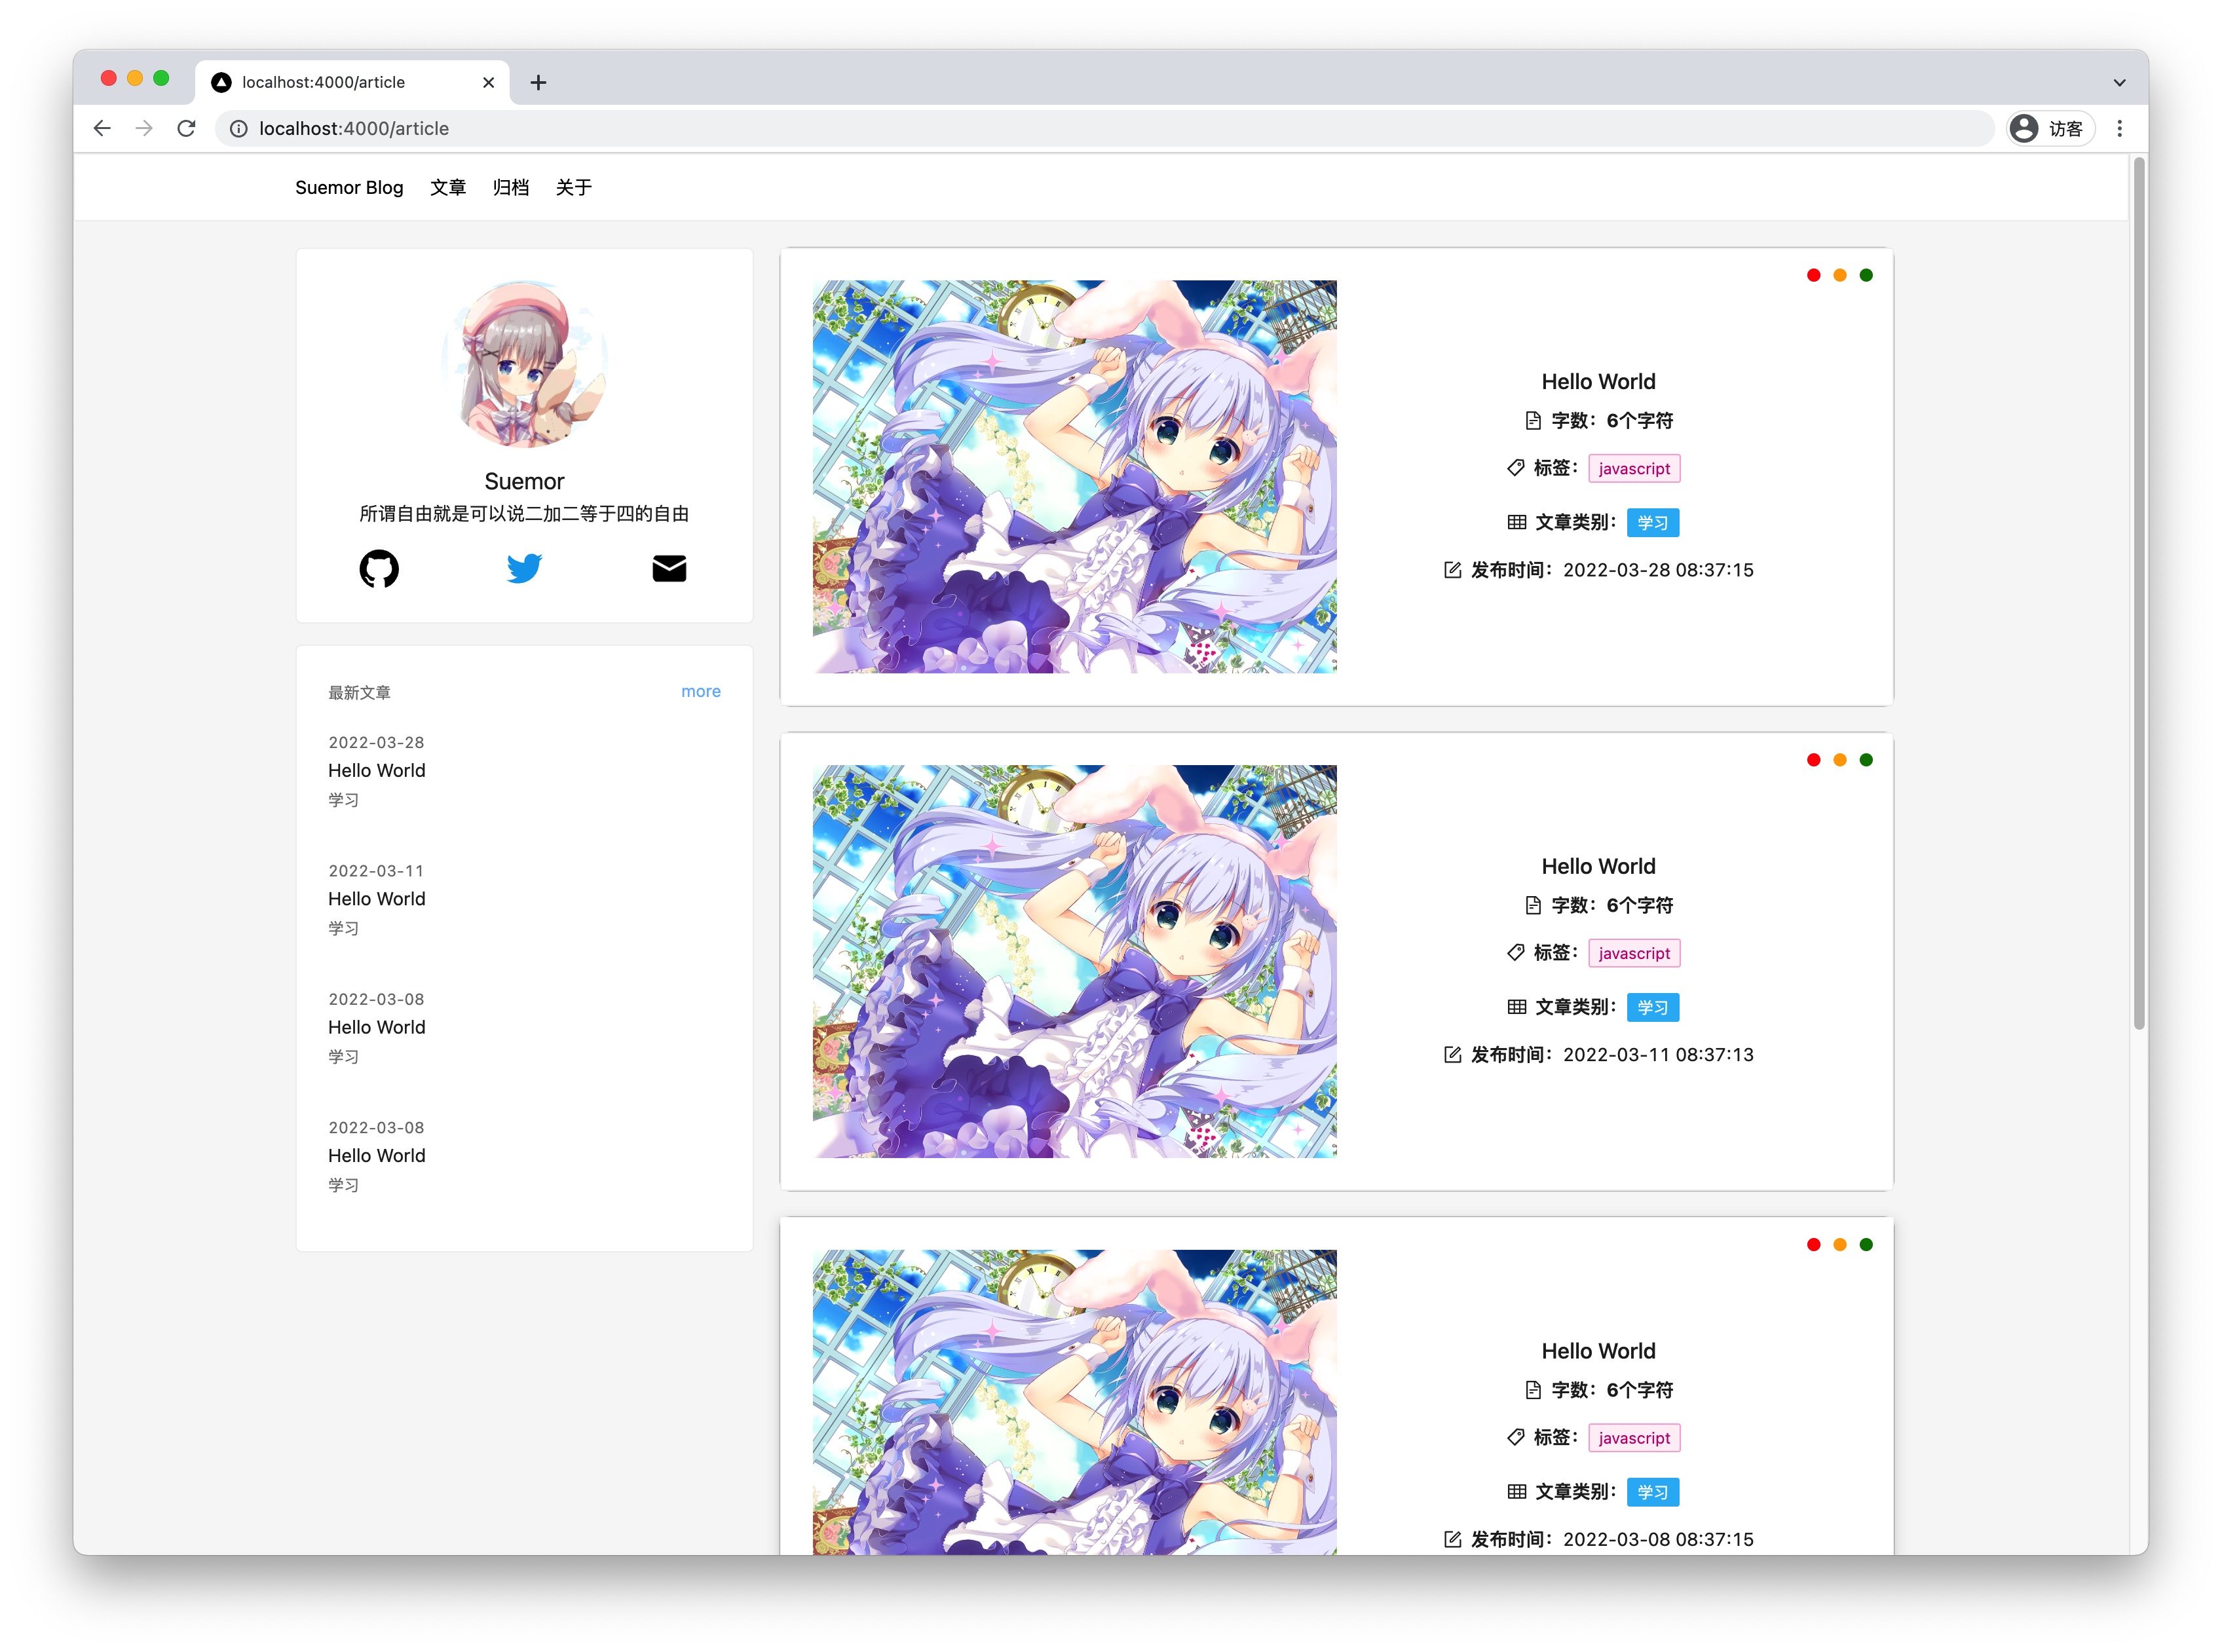 localhost:4000/article
localhost:4000/article
访客
Suemor Blog 文章 归档 关于
Suemor
所谓自由就是可以说二加二等于四的自由
最新文章 more
2022-03-28
Hello World
学习
2022-03-11
Hello World
学习
2022-03-08
Hello World
学习
2022-03-08
Hello World
学习
Hello World
字数：6个字符
标签： javascript
文章类别： 学习
发布时间：2022-03-28 08:37:15
Hello World
字数：6个字符
标签： javascript
文章类别： 学习
发布时间：2022-03-11 08:37:13
Hello World
字数：6个字符
标签： javascript
文章类别： 学习
发布时间：2022-03-08 08:37:15